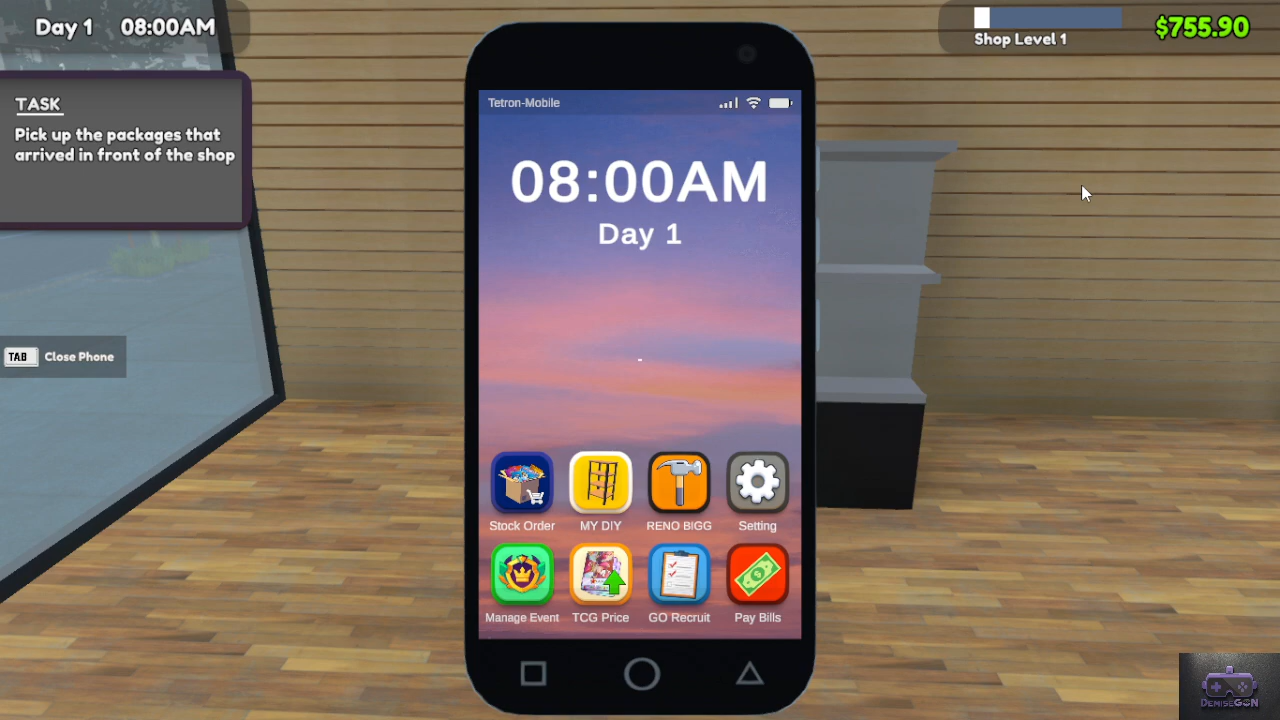 Day 1 08:00AM
Shop Level 1
$755.90
TASK
Pick up the packages that
arrived in front of the shop
TAB Close Phone
Tetron-Mobile
08:00AM
Day 1
Stock Order MY DIY RENO BIGG Setting
Manage Event TCG Price GO Recruit Pay Bills
DEMISEGON